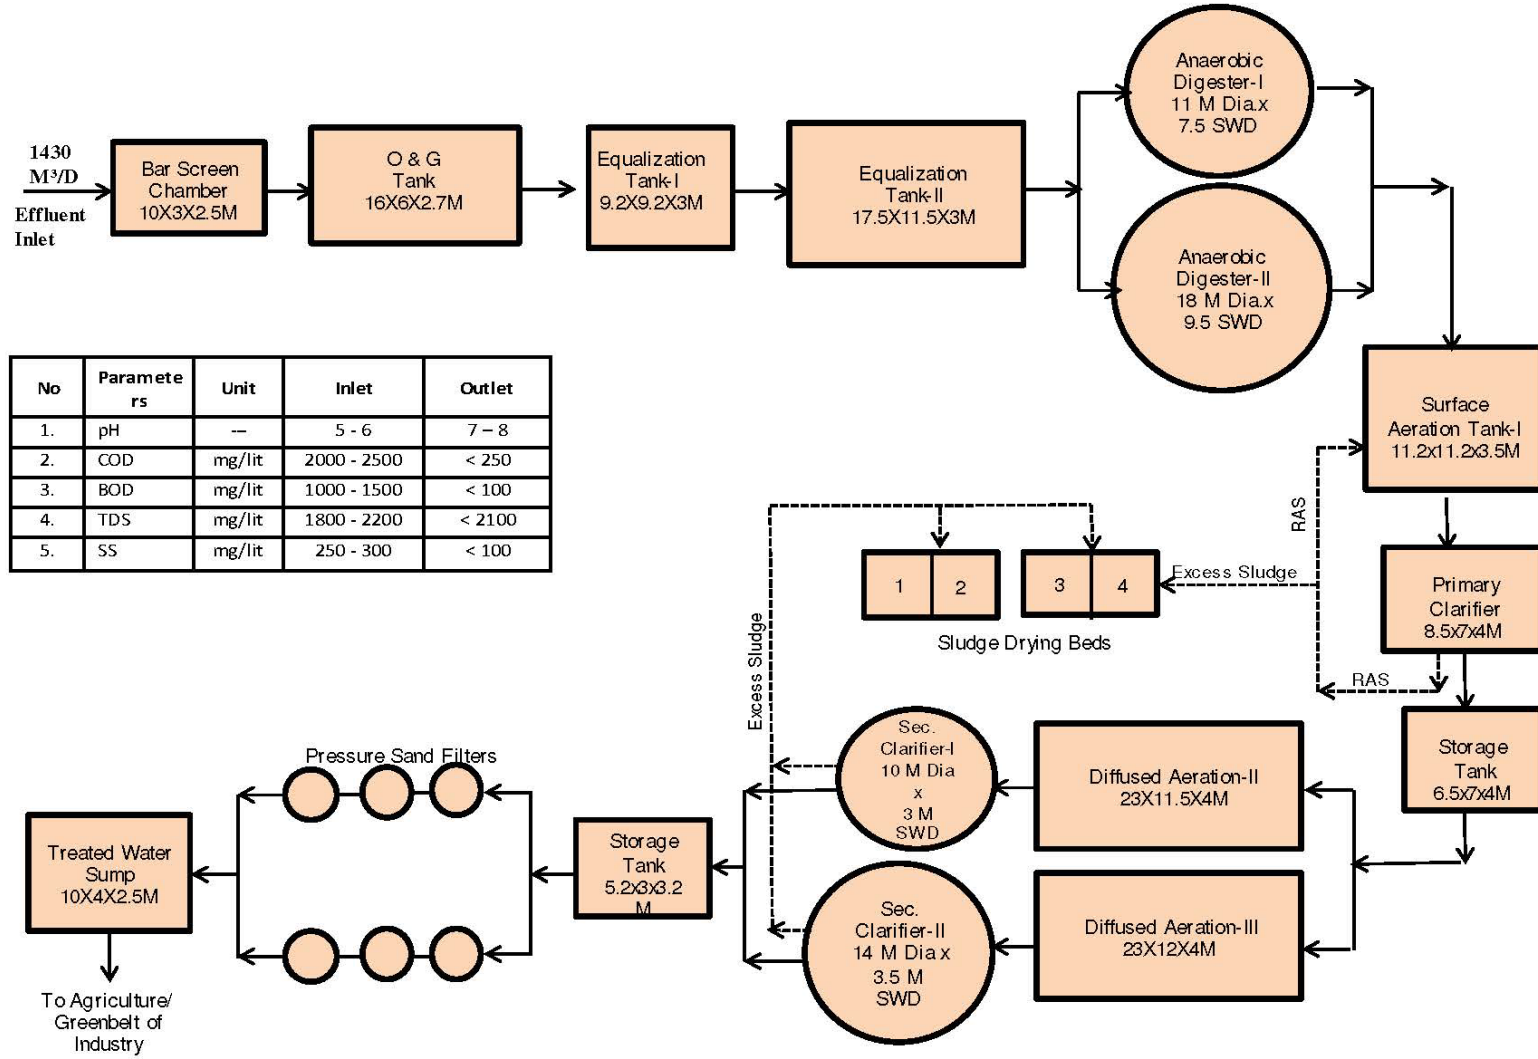 1430
M³/D
Effluent
Inlet
Bar Screen
Chamber
10X3X2.5M
O & G
Tank
16X6X2.7M
Equalization
Tank-I
9.2X9.2X3M
Equalization
Tank-II
17.5X11.5X3M
Anaerobic
Digester-I
11 M Dia.x
7.5 SWD
Anaerobic
Digester-II
18 M Dia.x
9.5 SWD
No Paramete rs Unit Inlet Outlet
1. pH --- 5 - 6 7 – 8
2. COD mg/lit 2000 - 2500 < 250
3. BOD mg/lit 1000 - 1500 < 100
4. TDS mg/lit 1800 - 2200 < 2100
5. SS mg/lit 250 - 300 < 100
Surface
Aeration Tank-I
11.2x11.2x3.5M
RAS
Excess Sludge
1 2 3 4
Sludge Drying Beds
Primary
Clarifier
8.5x7x4M
RAS
Excess Sludge
Storage
Tank
6.5x7x4M
Sec.
Clarifier-I
10 M Dia
x
3 M
SWD
Diffused Aeration-II
23X11.5X4M
Sec.
Clarifier-II
14 M Dia x
3.5 M
SWD
Diffused Aeration-III
23X12X4M
Storage
Tank
5.2x3x3.2
M
Pressure Sand Filters
Treated Water
Sump
10X4X2.5M
To Agriculture/
Greenbelt of
Industry